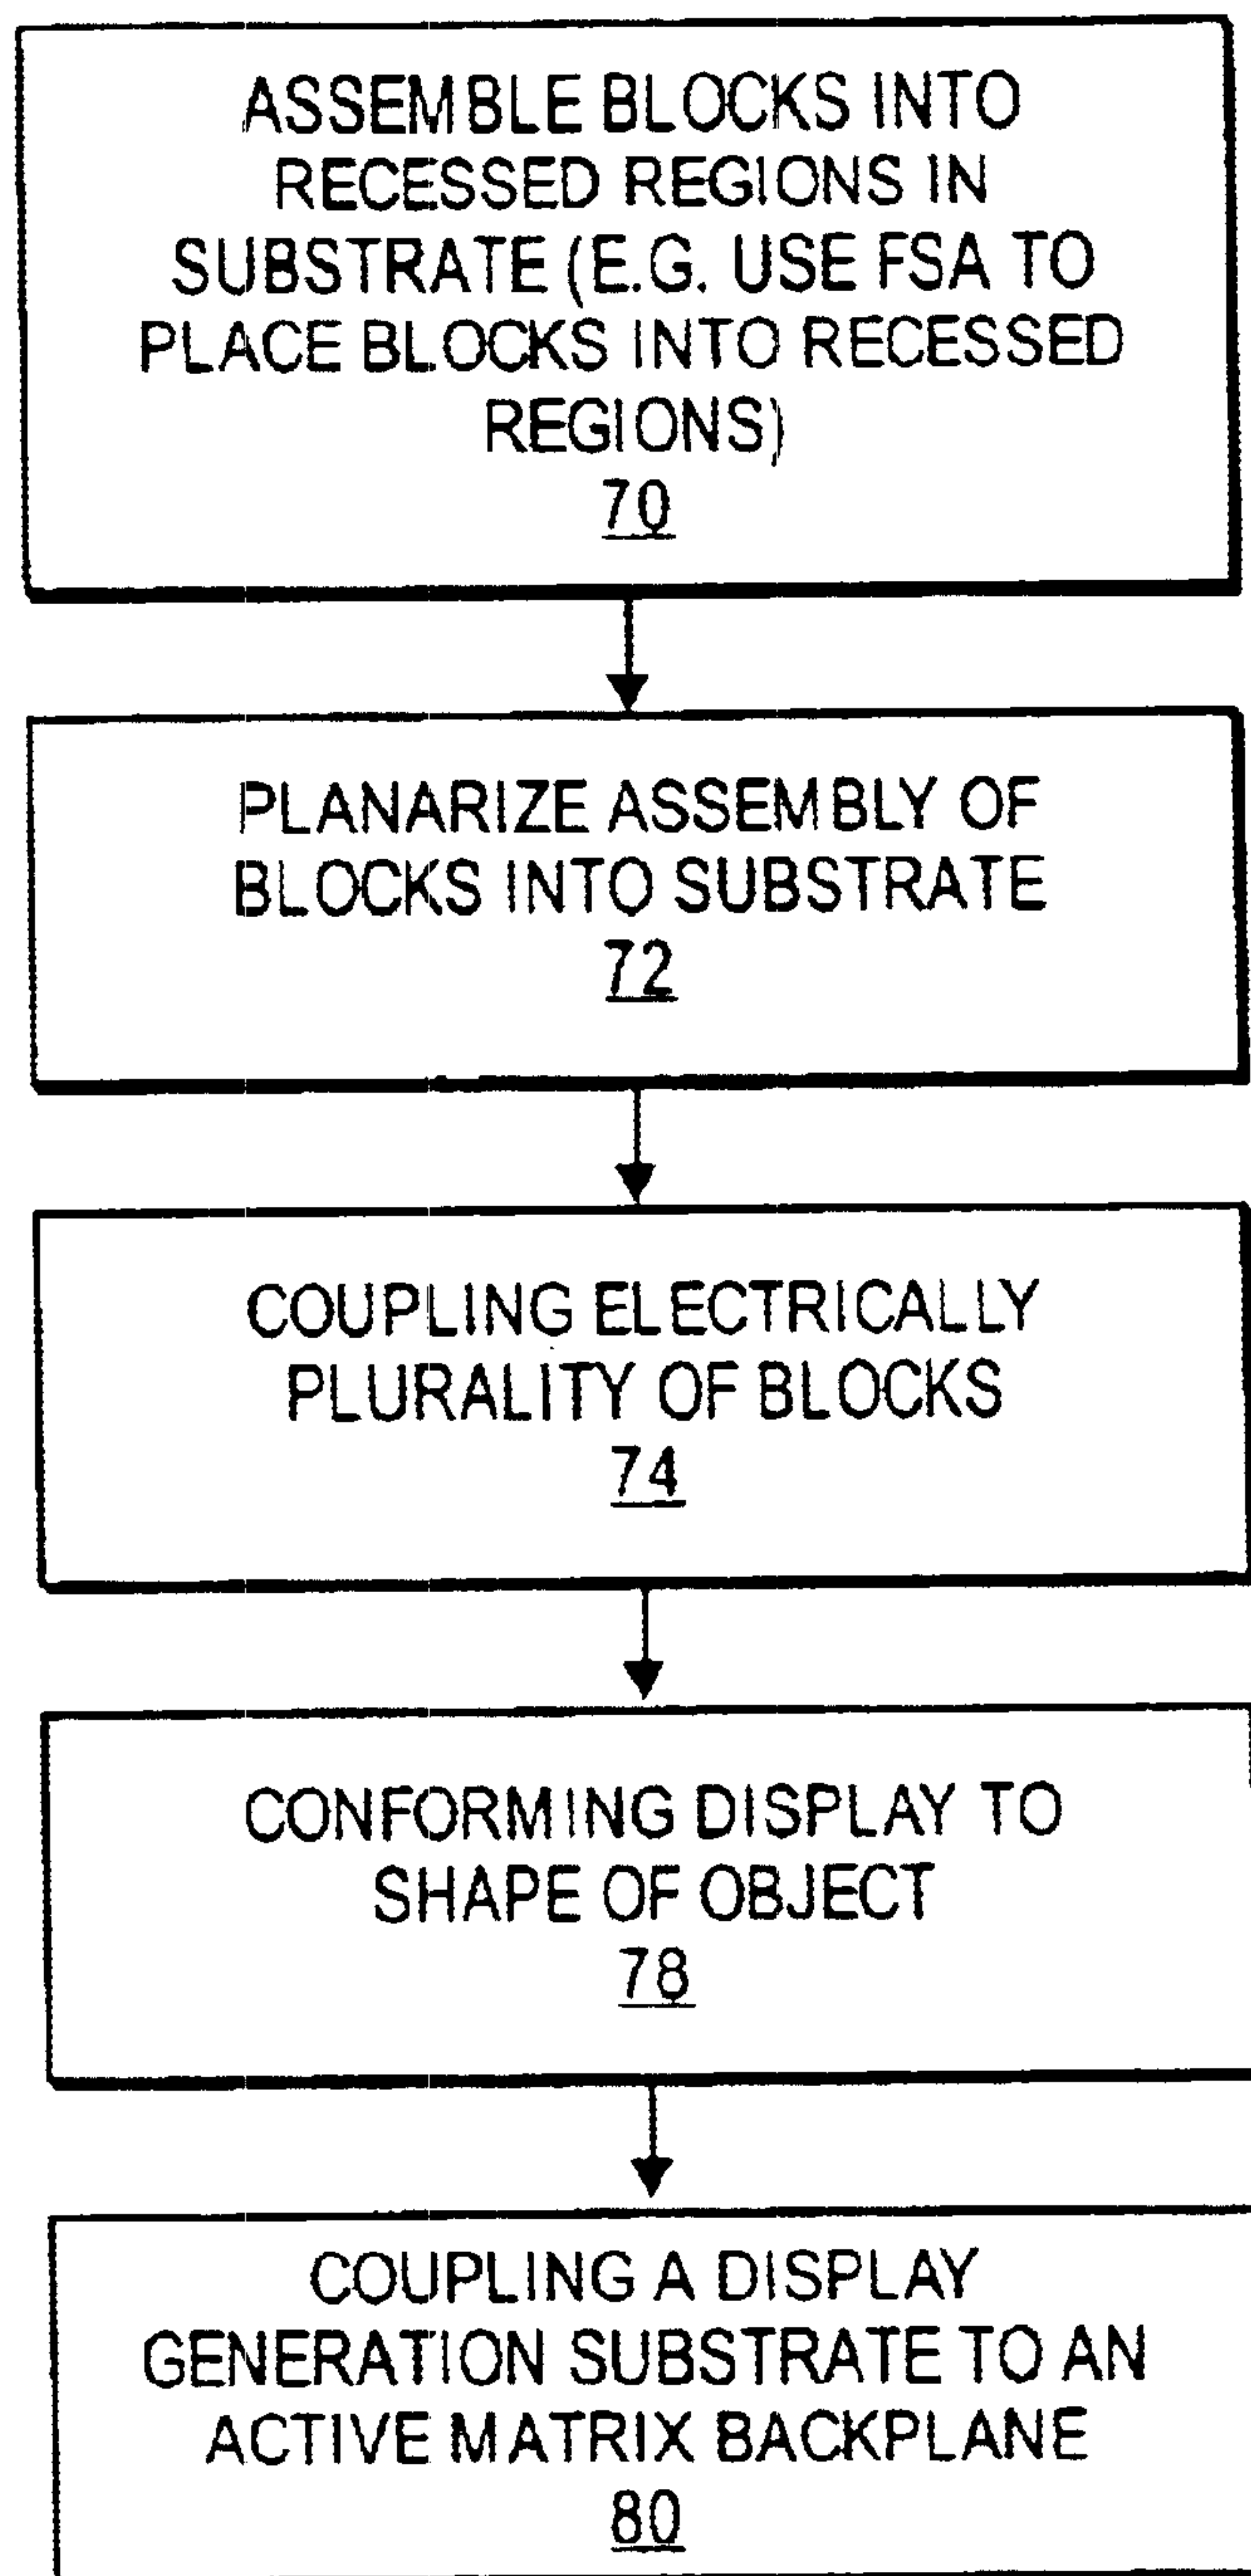 ASSEMBLE BLOCKS INTO
RECESSED REGIONS IN
SUBSTRATE (E.G. USE FSA TO
PLACE BLOCKS INTO RECESSED
REGIONS)
70
PLANARIZE ASSEMBLY OF
BLOCKS INTO SUBSTRATE
72
COUPLING ELECTRICALLY
PLURALITY OF BLOCKS
74
CONFORMING DISPLAY TO
SHAPE OF OBJECT
78
COUPLING A DISPLAY
GENERATION SUBSTRATE TO AN
ACTIVE MATRIX BACKPLANE
80